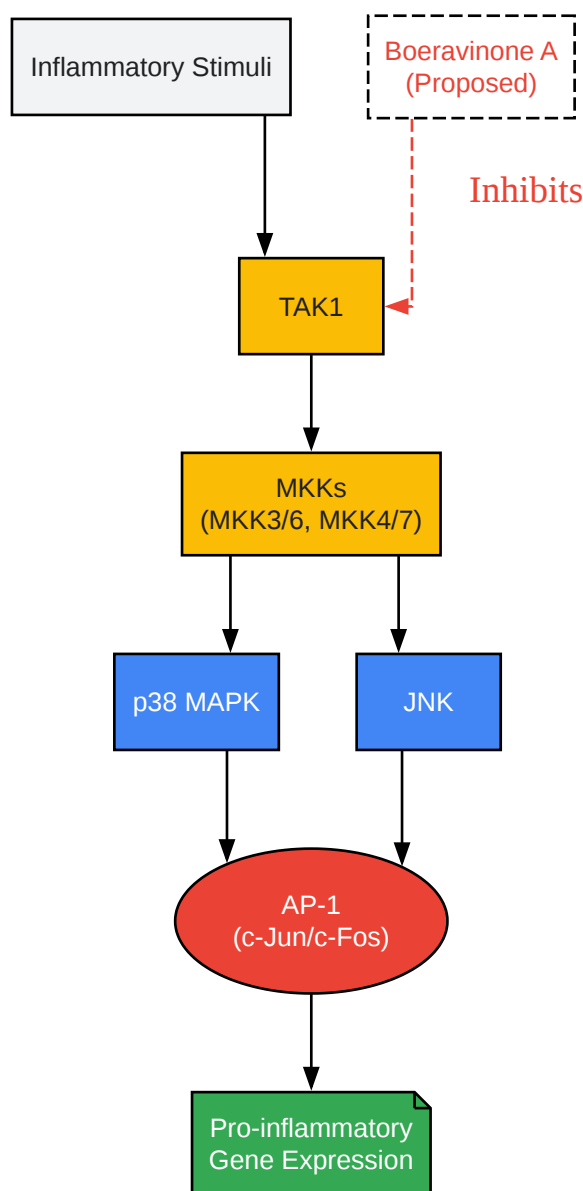 Inflammatory Stimuli
Boeravinone A
(Proposed)
Inhibits
TAK1
MKKs
(MKK3/6, MKK4/7)
p38 MAPK
JNK
AP-1
(c-Jun/c-Fos)
Pro-inflammatory
Gene Expression